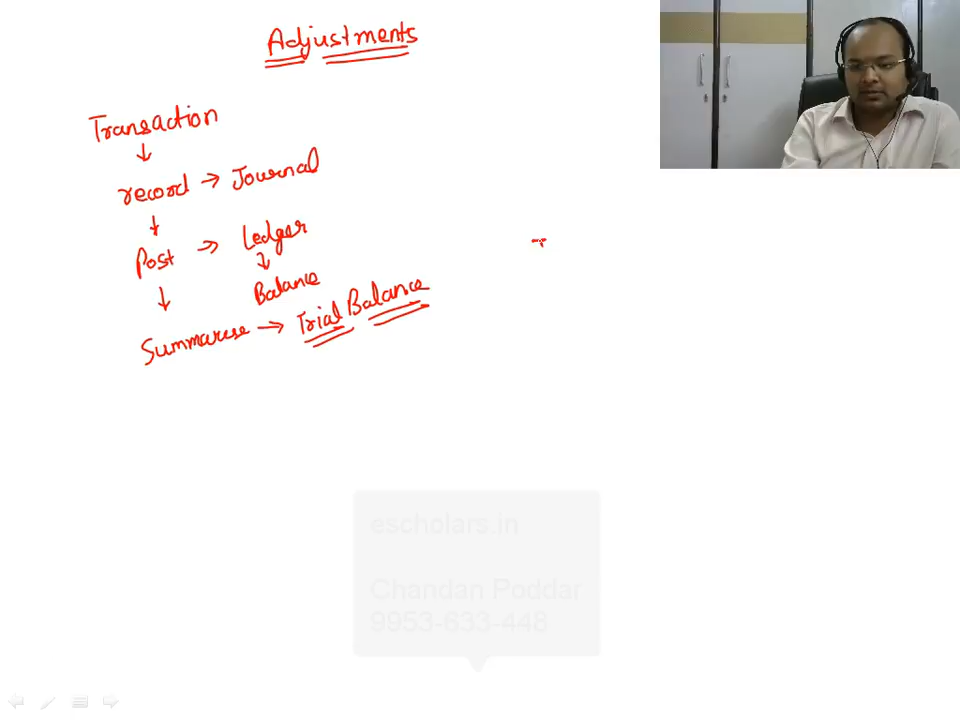 Adjustments
Transaction
↓
record → Journal
↓
Post → Ledger
↓
Balance
↓
Summarise → Trial Balance
escholars.in
Chandan Poddar
9953-633-448